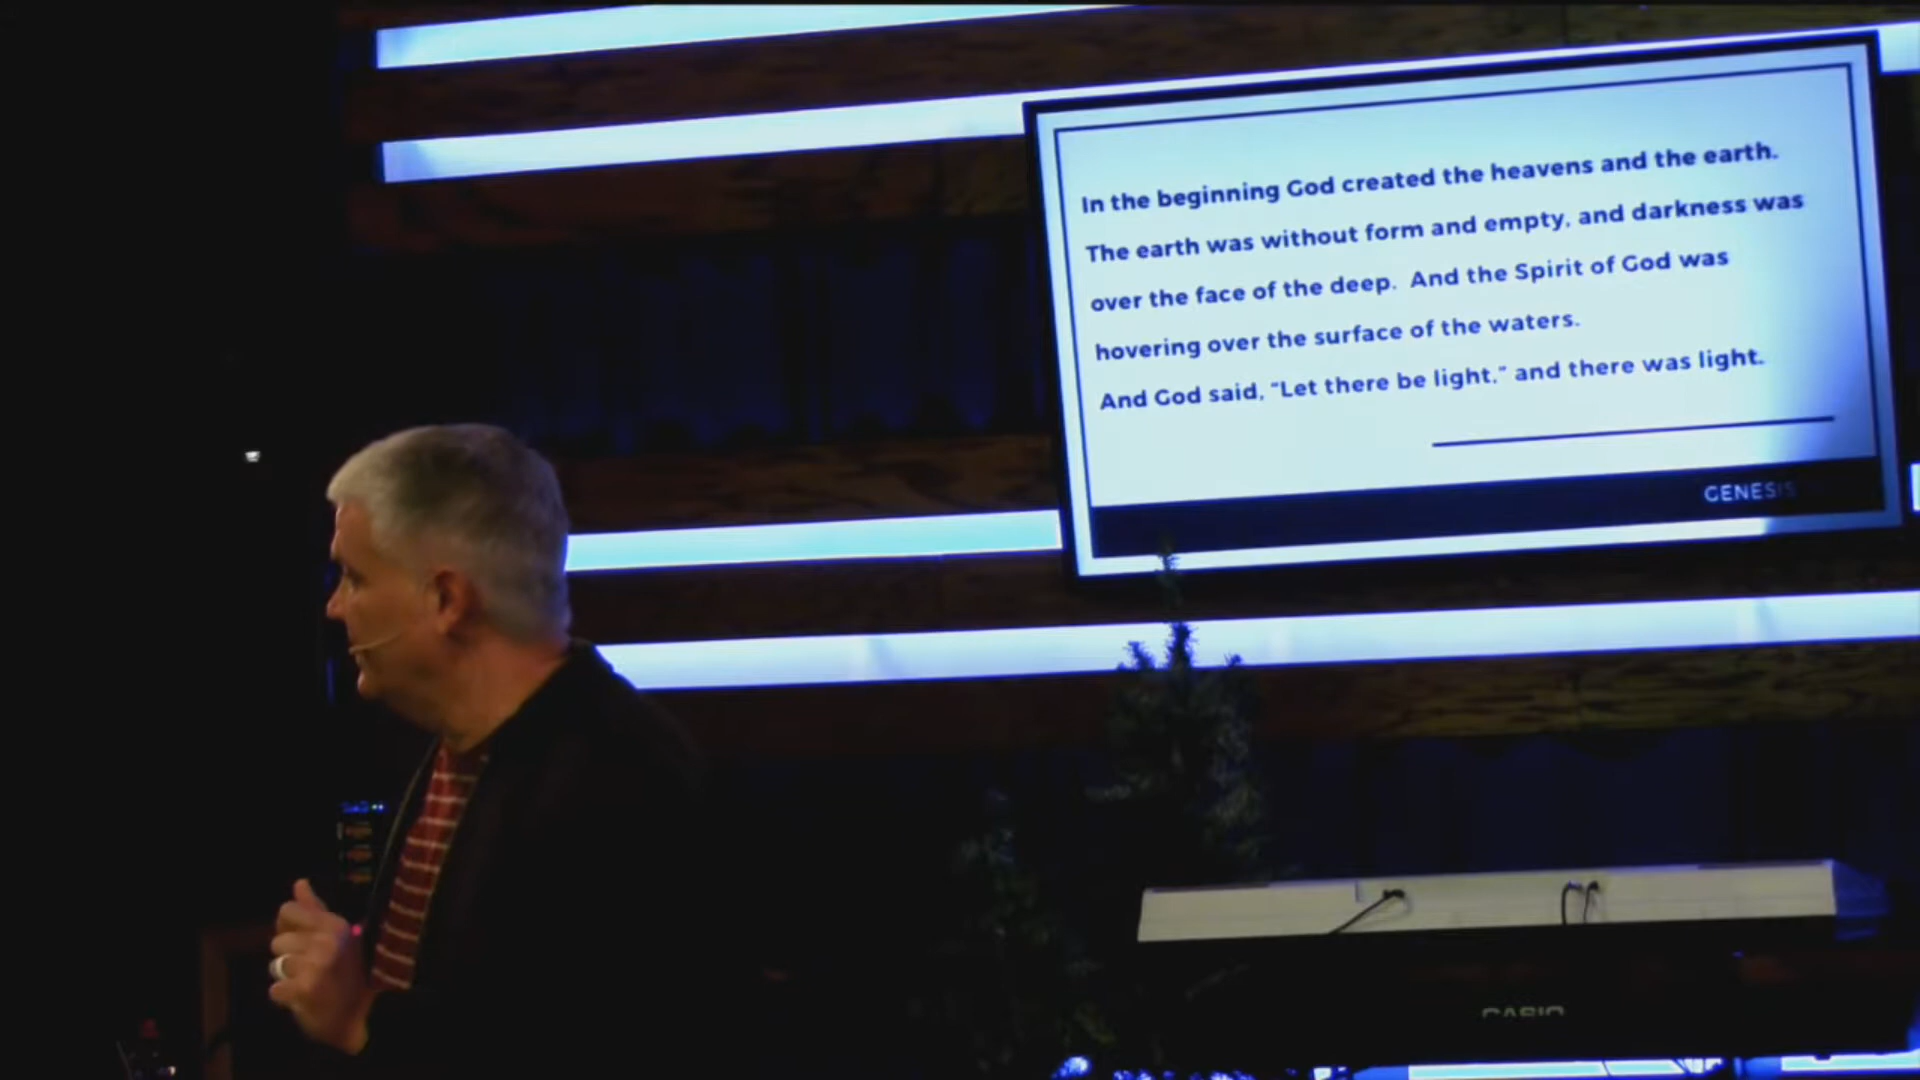 In the beginning God created the heavens and the earth.
The earth was without form and empty, and darkness was
over the face of the deep. And the Spirit of God was
hovering over the surface of the waters.
And God said, "Let there be light," and there was light.
GENESIS
CASIO